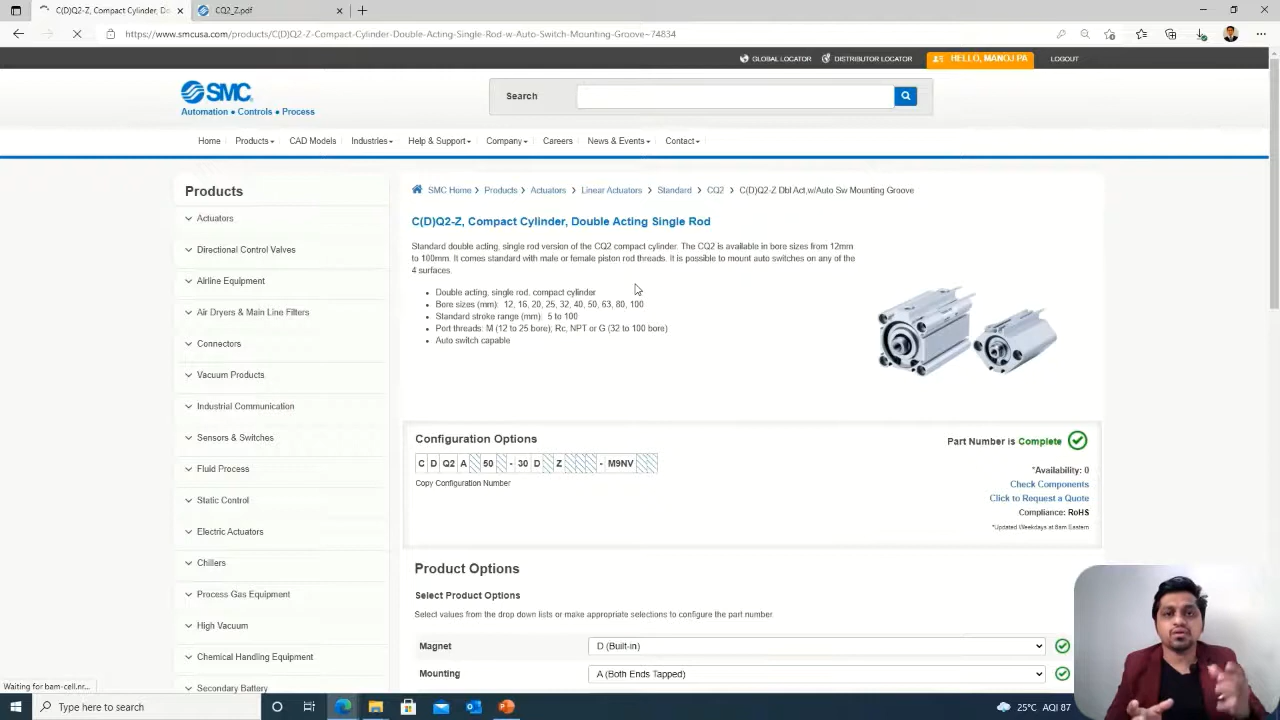 C(D)Q2-Z, Compact Cylinder, Dou
C(D)Q2-Z, Compact Cylinder, Dou
https://www.smcusa.com/products/C(D)Q2-Z-Compact-Cylinder-Double-Acting-Single-Rod-w-Auto-Switch-Mounting-Groove~74834
GLOBAL LOCATOR
DISTRIBUTOR LOCATOR
HELLO, MANOJ PA
LOGOUT
SMC
Automation ● Controls ● Process
Search
Home
Products
CAD Models
Industries
Help & Support
Company
Careers
News & Events
Contact
Products
Actuators
Directional Control Valves
Airline Equipment
Air Dryers & Main Line Filters
Connectors
Vacuum Products
Industrial Communication
Sensors & Switches
Fluid Process
Static Control
Electric Actuators
Chillers
Process Gas Equipment
High Vacuum
Chemical Handling Equipment
Secondary Battery
SMC Home > Products > Actuators > Linear Actuators > Standard > CQ2 > C(D)Q2-Z Dbl Act,w/Auto Sw Mounting Groove
C(D)Q2-Z, Compact Cylinder, Double Acting Single Rod
Standard double acting, single rod version of the CQ2 compact cylinder. The CQ2 is available in bore sizes from 12mm
to 100mm. It comes standard with male or female piston rod threads. It is possible to mount auto switches on any of the
4 surfaces.
• Double acting, single rod, compact cylinder
• Bore sizes (mm): 12, 16, 20, 25, 32, 40, 50, 63, 80, 100
• Standard stroke range (mm): 5 to 100
• Port threads: M (12 to 25 bore); Rc, NPT or G (32 to 100 bore)
• Auto switch capable
Configuration Options
Part Number is Complete
C D Q2 A 50 - 30 D Z - M9NV
Copy Configuration Number
*Availability: 0
Check Components
Click to Request a Quote
Compliance: RoHS
*Updated Weekdays at 8am Eastern
Product Options
Select Product Options
Select values from the drop down lists or make appropriate selections to configure the part number.
Magnet
D (Built-in)
Mounting
A (Both Ends Tapped)
Waiting for bam-cell.nr...
Type here to search
25°C